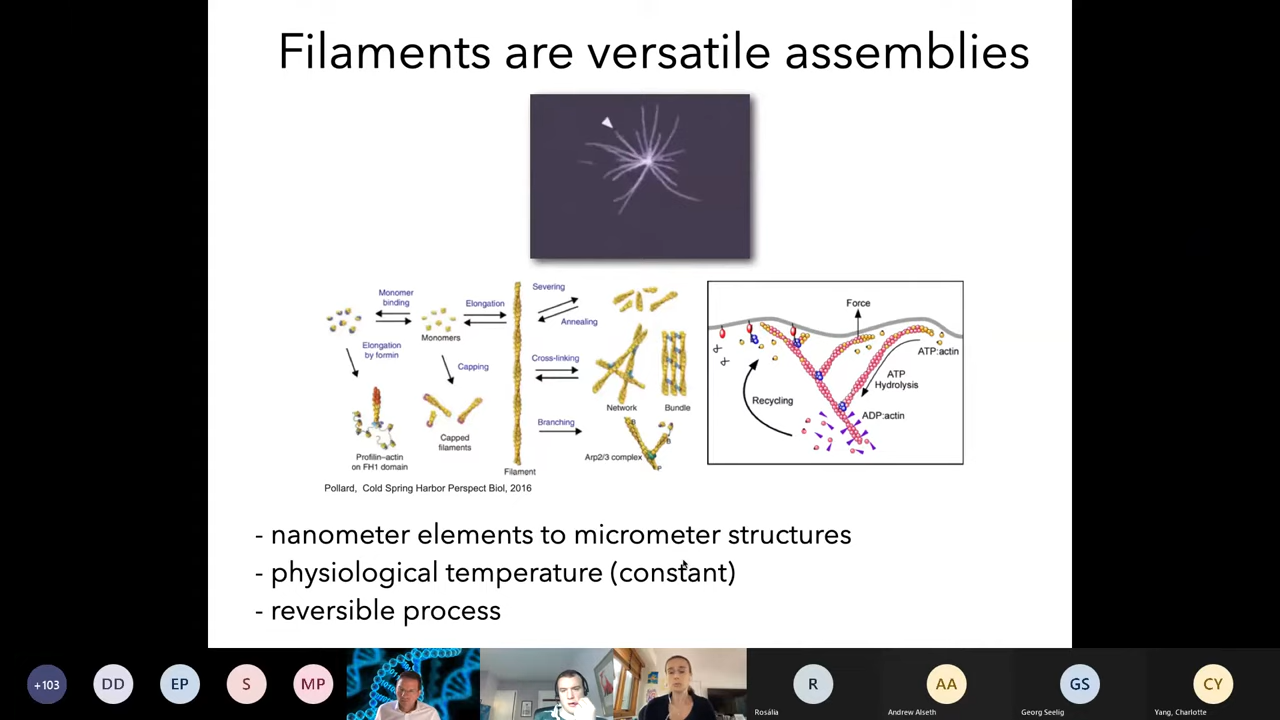 Filaments are versatile assemblies
Monomer
binding
Elongation
Severing
Annealing
Monomers
Elongation
by formin
Capping
Cross-linking
Network
Bundle
Branching
Capped
filaments
Arp2/3 complex
B
B
P
Profilin–actin
on FH1 domain
Filament
Force
ATP:actin
ATP
Hydrolysis
Recycling
ADP:actin
Pollard, Cold Spring Harbor Perspect Biol, 2016
- nanometer elements to micrometer structures
- physiological temperature (constant)
- reversible process
+103
DD
EP
S
MP
R
AA
GS
CY
Rosália
Andrew Alseth
Georg Seelig
Yang, Charlotte